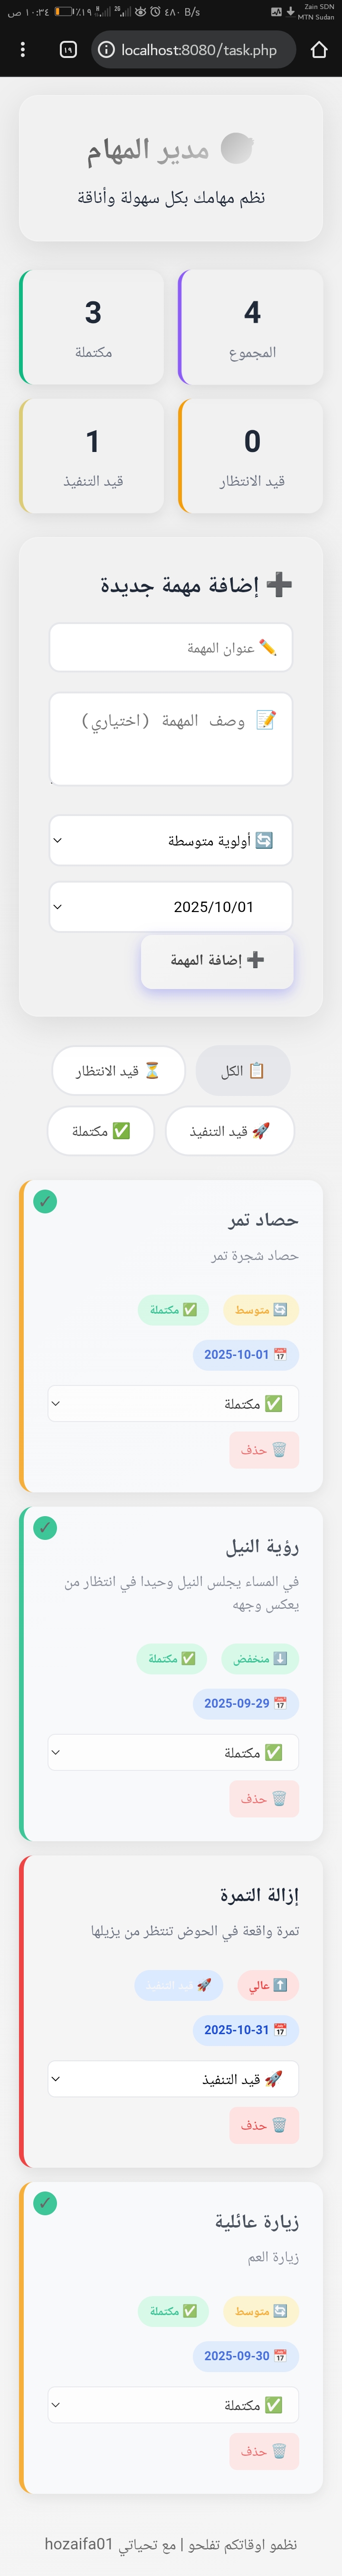 ١٠:٣٤ ص ١٩٪ H 2G ٤٨٠ B/s
Zain SDN
MTN Sudan
١٩ localhost:8080/task.php
مدير المهام
نظم مهامك بكل سهولة وأناقة
4
المجموع
3
مكتملة
0
قيد الانتظار
1
قيد التنفيذ
➕ إضافة مهمة جديدة
✏️ عنوان المهمة
📝 وصف المهمة (اختياري)
🔄 أولوية متوسطة
2025/10/01
➕ إضافة المهمة
📋 الكل
⏳ قيد الانتظار
🚀 قيد التنفيذ
✅ مكتملة
حصاد تمر
حصاد شجرة تمر
🔄 متوسط
✅ مكتملة
📅 2025-10-01
✅ مكتملة
🗑️ حذف
رؤية النيل
في المساء يجلس النيل وحيدا في انتظار من
يعكس وجهه
⬇️ منخفض
✅ مكتملة
📅 2025-09-29
✅ مكتملة
🗑️ حذف
إزالة التمرة
تمرة واقعة في الحوض تنتظر من يزيلها
⬆️ عالي
🚀 قيد التنفيذ
📅 2025-10-31
🚀 قيد التنفيذ
🗑️ حذف
زيارة عائلية
زيارة العم
🔄 متوسط
✅ مكتملة
📅 2025-09-30
✅ مكتملة
🗑️ حذف
نظمو اوقاتكم تفلحو | مع تحياتي hozaifa01